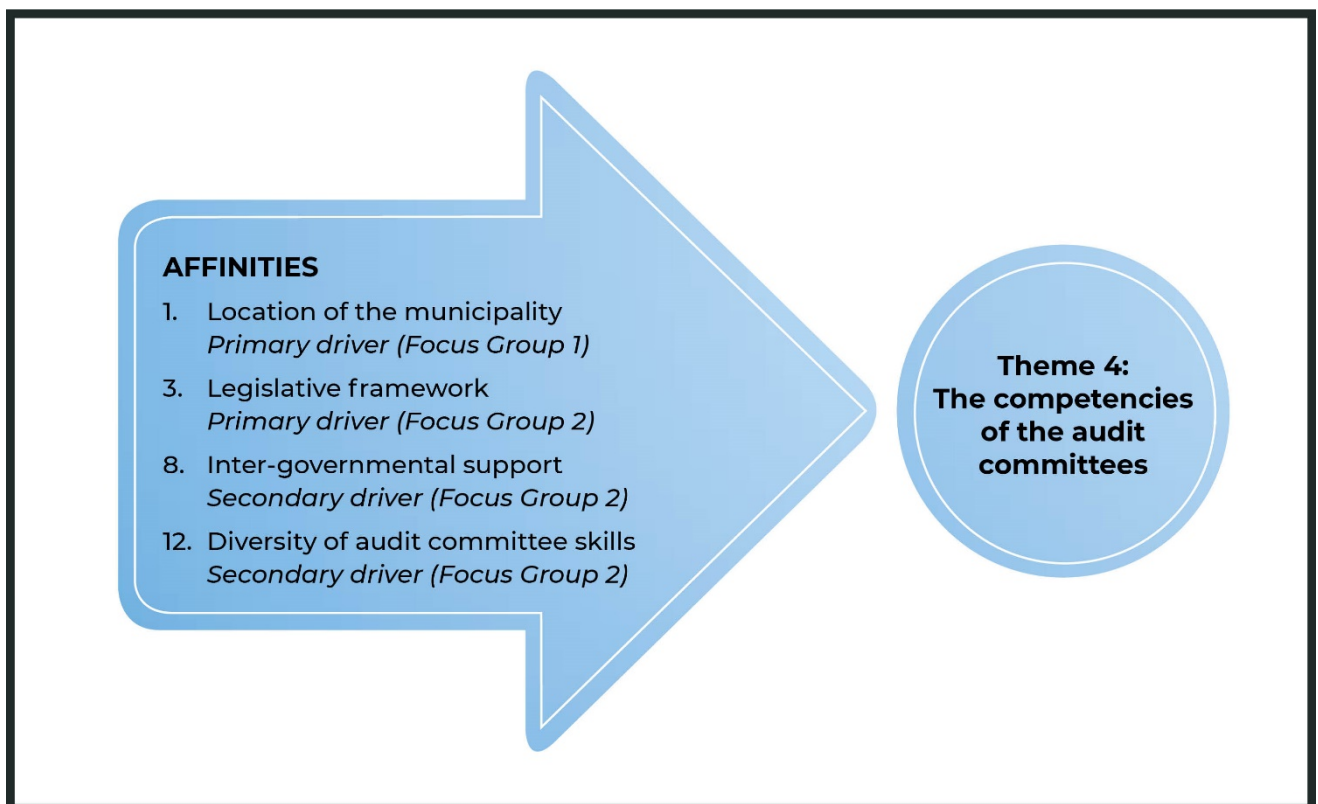 AFFINITIES
1. Location of the municipality
Primary driver (Focus Group 1)
3. Legislative framework
Primary driver (Focus Group 2)
8. Inter-governmental support
Secondary driver (Focus Group 2)
12. Diversity of audit committee skills
Secondary driver (Focus Group 2)
Theme 4:
The competencies
of the audit
committees